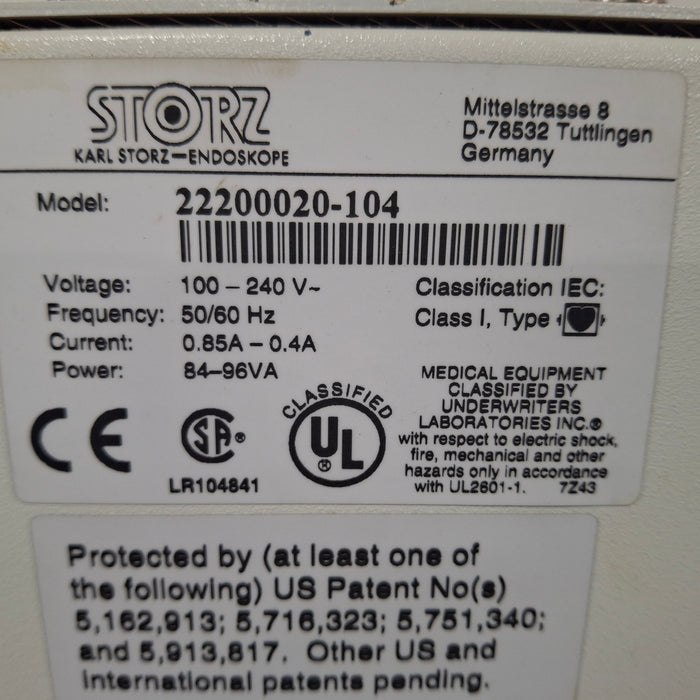 STORZ
KARL STORZ—ENDOSKOPE
Mittelstrasse 8
D-78532 Tuttlingen
Germany
Model: 22200020-104
Voltage: 100 – 240 V~
Frequency: 50/60 Hz
Current: 0.85A – 0.4A
Power: 84–96VA
Classification IEC:
Class I, Type
CE
SA®
LR104841
CLASSIFIED
UL
®
MEDICAL EQUIPMENT
CLASSIFIED BY
UNDERWRITERS
LABORATORIES INC.®
with respect to electric shock,
fire, mechanical and other
hazards only in accordance
with UL2601-1. 7Z43
Protected by (at least one of
the following) US Patent No(s)
5,162,913; 5,716,323; 5,751,340;
and 5,913,817. Other US and
International patents pending.